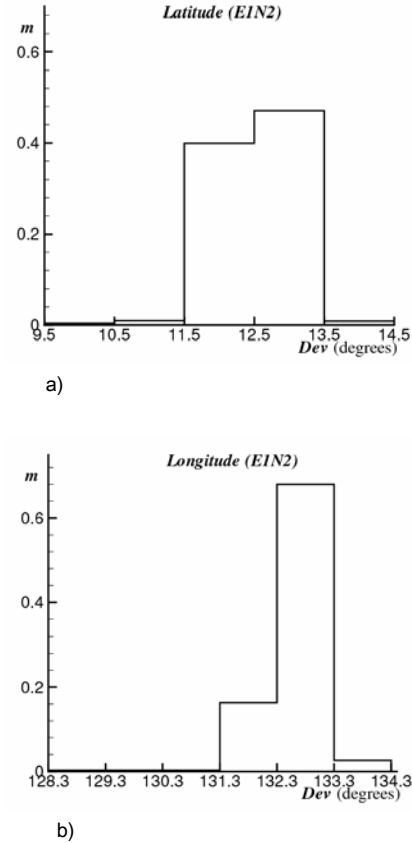 Latitude (E1N2)
m
0.6
0.4
0.2
0
9.5 10.5 11.5 12.5 13.5 14.5
Dev (degrees)
a)
Longitude (E1N2)
m
0.6
0.4
0.2
0
128.3 129.3 130.3 131.3 132.3 133.3 134.3
Dev (degrees)
b)